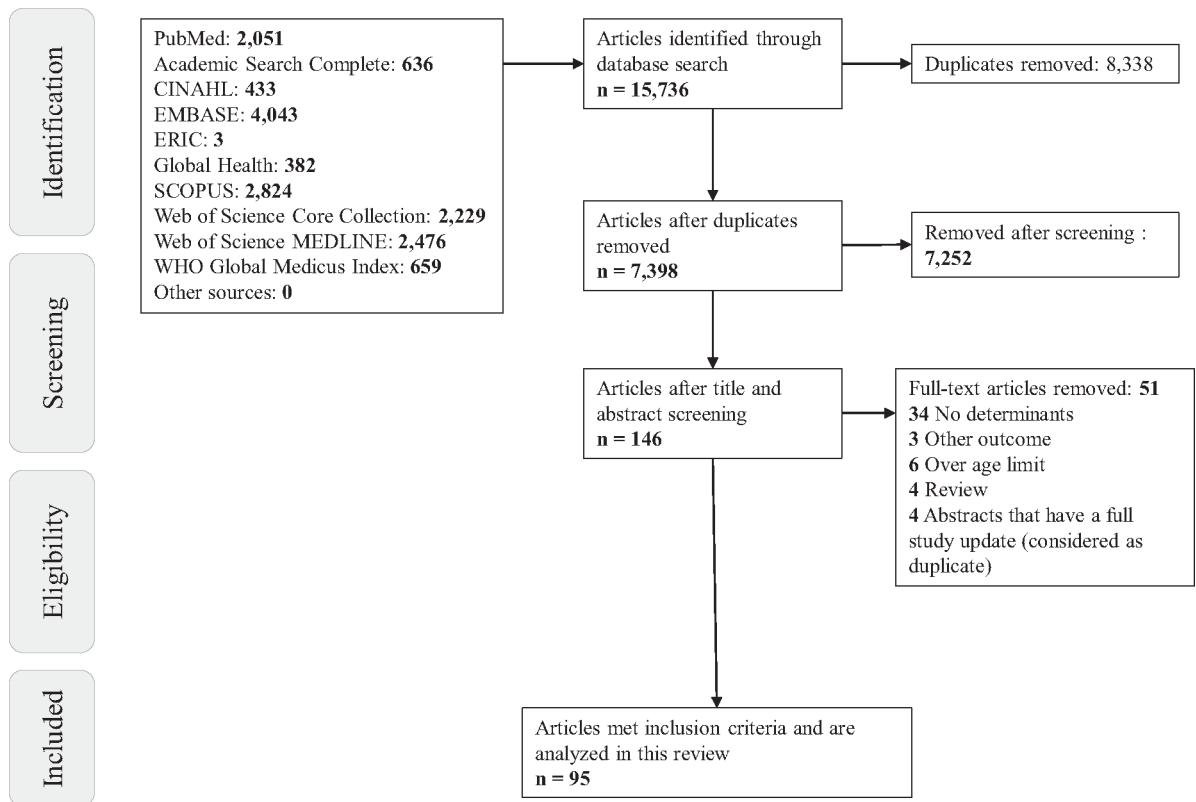 Identification
PubMed: 2,051
Academic Search Complete: 636
CINAHL: 433
EMBASE: 4,043
ERIC: 3
Global Health: 382
SCOPUS: 2,824
Web of Science Core Collection: 2,229
Web of Science MEDLINE: 2,476
WHO Global Medicus Index: 659
Other sources: 0
Articles identified through
database search
n = 15,736
Duplicates removed: 8,338
Articles after duplicates
removed
n = 7,398
Removed after screening :
7,252
Screening
Articles after title and
abstract screening
n = 146
Full-text articles removed: 51
34 No determinants
3 Other outcome
6 Over age limit
4 Review
4 Abstracts that have a full
study update (considered as
duplicate)
Eligibility
Included
Articles met inclusion criteria and are
analyzed in this review
n = 95